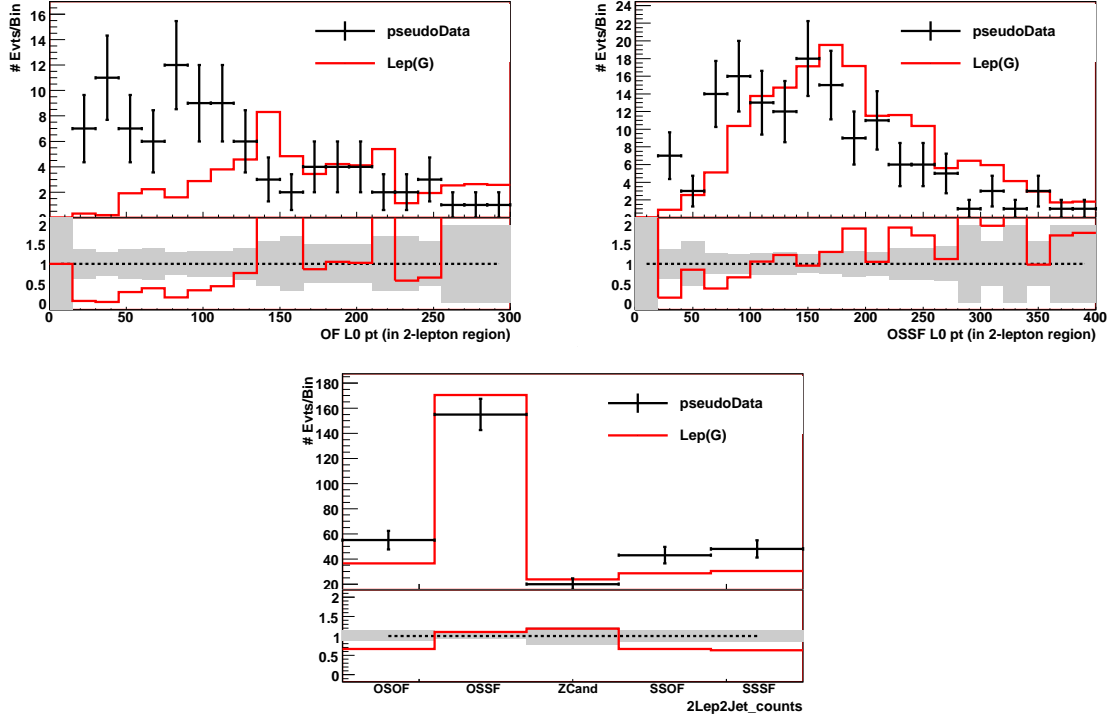 # Evts/Bin
16
14
12
10
8
6
4
2
pseudoData
Lep(G)
2
1.5
1
0.5
0
0 50 100 150 200 250 300
OF L0 pt (in 2-lepton region)
# Evts/Bin
24
22
20
18
16
14
12
10
8
6
4
2
pseudoData
Lep(G)
2
1.5
1
0.5
0
0 50 100 150 200 250 300 350 400
OSSF L0 pt (in 2-lepton region)
# Evts/Bin
180
160
140
120
100
80
60
40
20
pseudoData
Lep(G)
2
1.5
1
0.5
0
OSOF OSSF ZCand SSOF SSSF
2Lep2Jet_counts